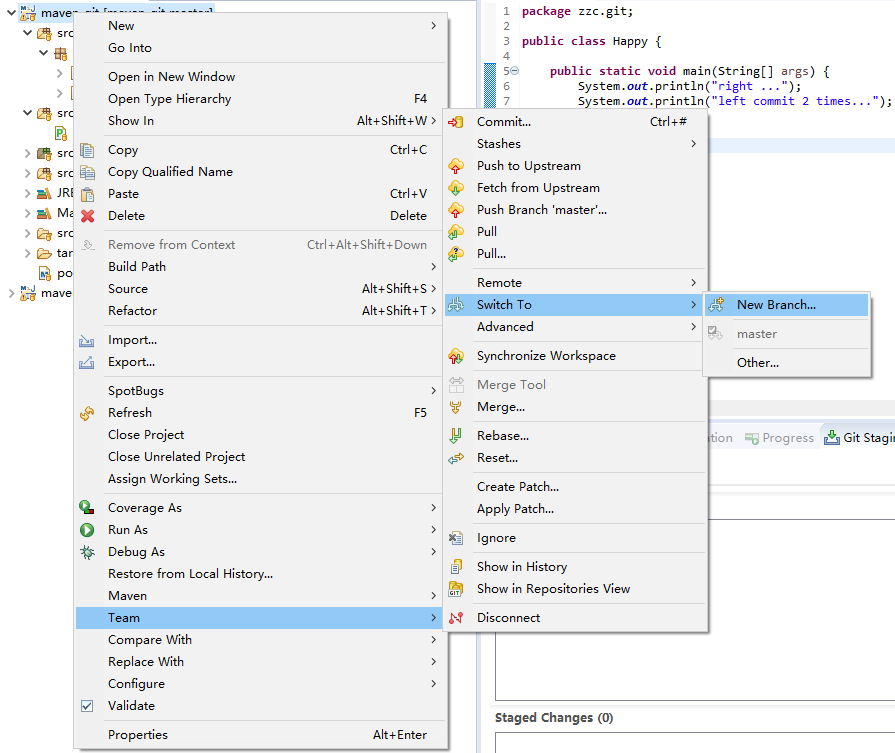 maven_git [maven_git master]
src
src
src
src
JRE
Ma
src
tar
po
maven
New
Go Into
Open in New Window
Open Type Hierarchy F4
Show In Alt+Shift+W
Copy Ctrl+C
Copy Qualified Name
Paste Ctrl+V
Delete Delete
Remove from Context Ctrl+Alt+Shift+Down
Build Path
Source Alt+Shift+S
Refactor Alt+Shift+T
Import...
Export...
SpotBugs
Refresh F5
Close Project
Close Unrelated Project
Assign Working Sets...
Coverage As
Run As
Debug As
Restore from Local History...
Maven
Team
Compare With
Replace With
Configure
Validate
Properties Alt+Enter
Commit... Ctrl+#
Stashes
Push to Upstream
Fetch from Upstream
Push Branch 'master'...
Pull
Pull...
Remote
Switch To
Advanced
Synchronize Workspace
Merge Tool
Merge...
Rebase...
Reset...
Create Patch...
Apply Patch...
Ignore
Show in History
Show in Repositories View
Disconnect
New Branch...
master
Other...
1 package zzc.git;
2
3 public class Happy {
4
5 public static void main(String[] args) {
6 System.out.println("right ...");
7 System.out.println("left commit 2 times...");
tion Progress Git Stagi
Staged Changes (0)